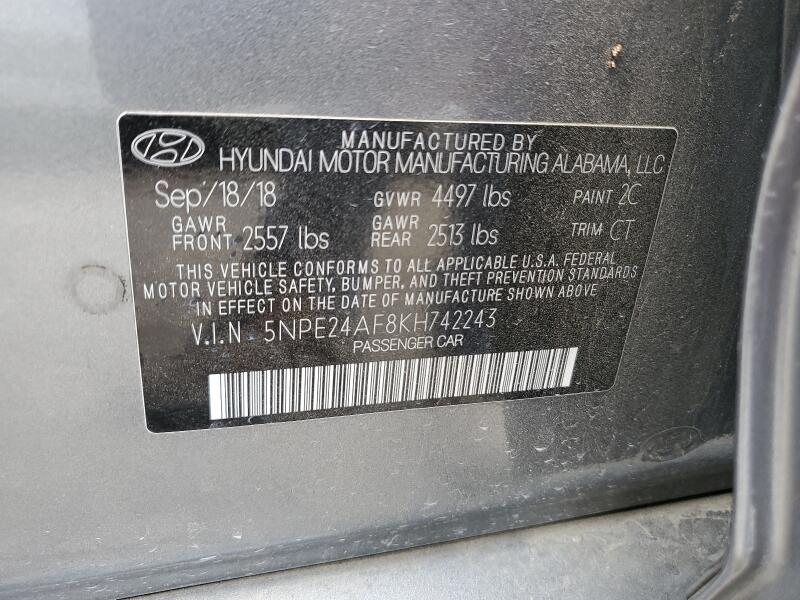 MANUFACTURED BY
HYUNDAI MOTOR MANUFACTURING ALABAMA, LLC
Sep/18/18 GVWR 4497 lbs PAINT 2C
GAWR FRONT 2557 lbs GAWR REAR 2513 lbs TRIM CT
THIS VEHICLE CONFORMS TO ALL APPLICABLE U.S.A. FEDERAL
MOTOR VEHICLE SAFETY, BUMPER, AND THEFT PREVENTION STANDARDS
IN EFFECT ON THE DATE OF MANUFACTURE SHOWN ABOVE.
V.I.N 5NPE24AF8KH742243
PASSENGER CAR